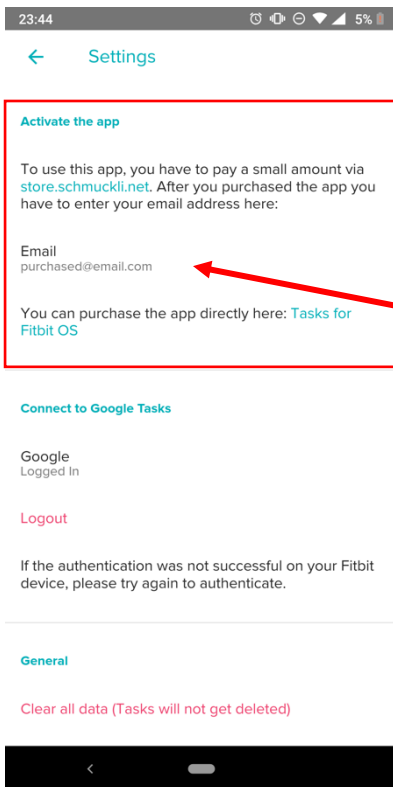 23:44 5%
Settings
Activate the app
To use this app, you have to pay a small amount via
store.schmuckli.net. After you purchased the app you
have to enter your email address here:
Email
purchased@email.com
You can purchase the app directly here: Tasks for
Fitbit OS
Connect to Google Tasks
Google
Logged In
Logout
If the authentication was not successful on your Fitbit
device, please try again to authenticate.
General
Clear all data (Tasks will not get deleted)